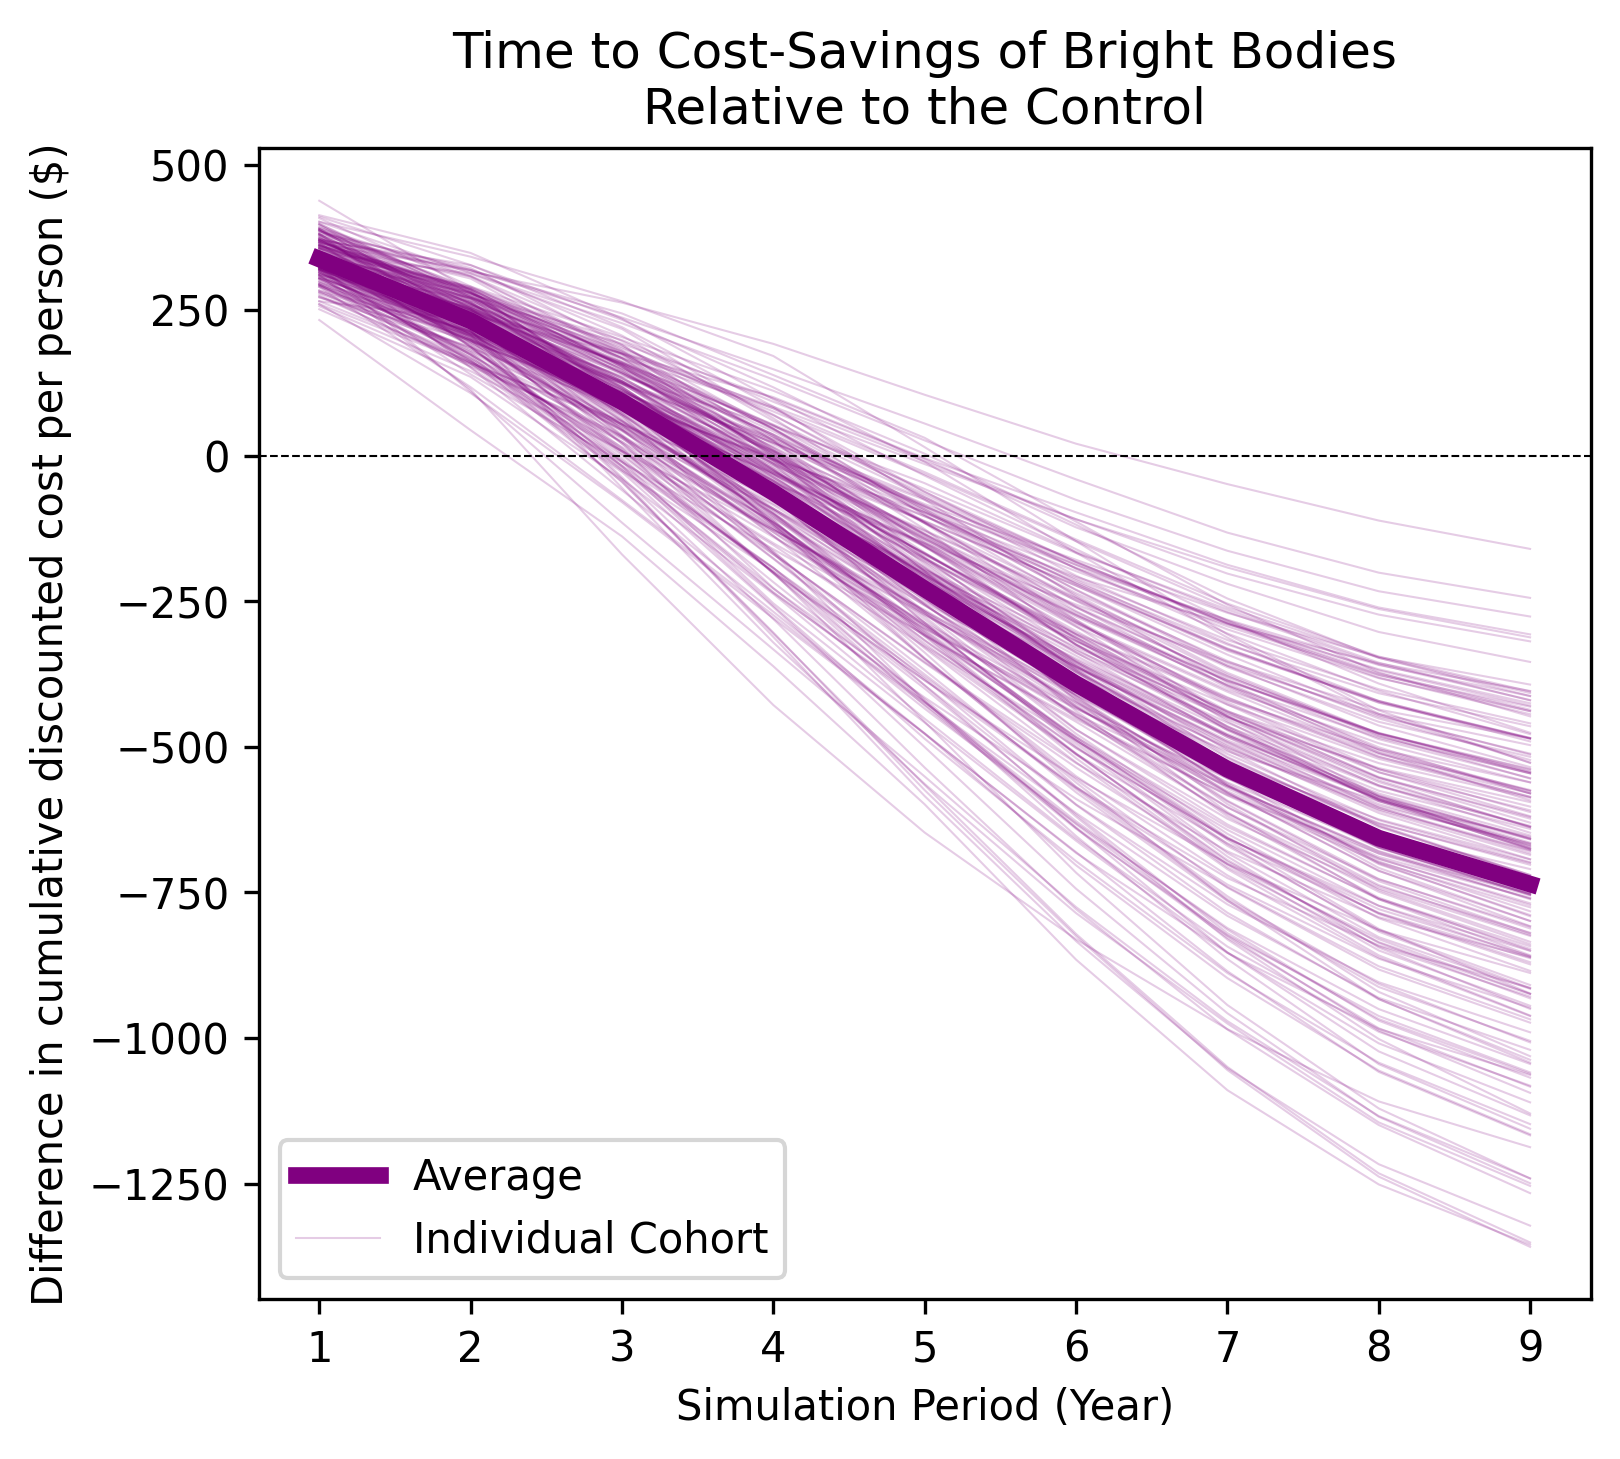 Time to Cost-Savings of Bright Bodies
Relative to the Control
Difference in cumulative discounted cost per person ($)
500
250
0
−250
−500
−750
−1000
−1250
Average
Individual Cohort
1 2 3 4 5 6 7 8 9
Simulation Period (Year)